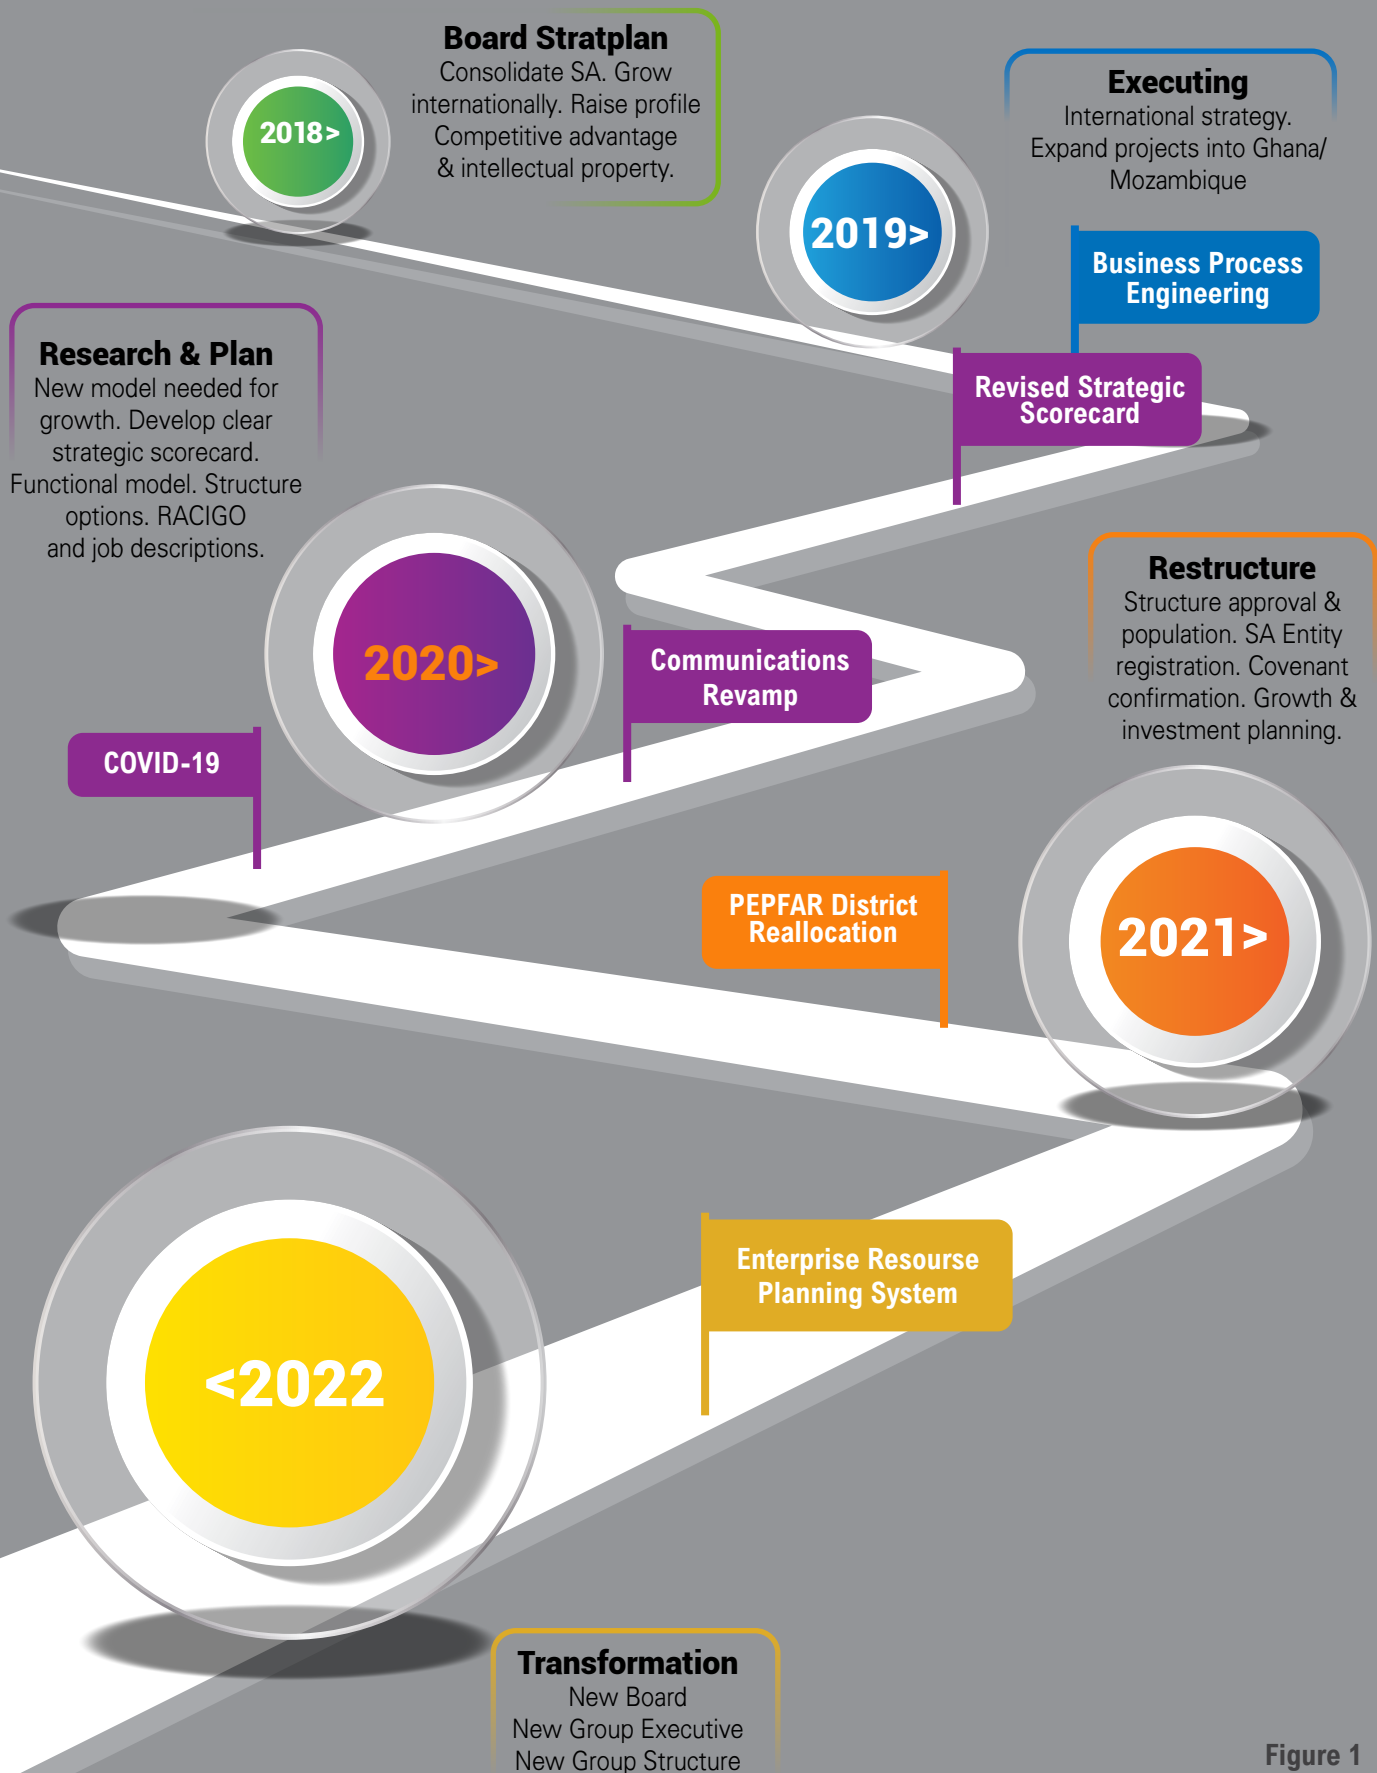 Board Stratplan
Consolidate SA. Grow
internationally. Raise profile
Competitive advantage
& intellectual property.
2018>
Executing
International strategy.
Expand projects into Ghana/
Mozambique
2019>
Business Process
Engineering
Revised Strategic
Scorecard
Research & Plan
New model needed for
growth. Develop clear
strategic scorecard.
Functional model. Structure
options. RACIGO
and job descriptions.
2020>
Communications
Revamp
COVID-19
Restructure
Structure approval &
population. SA Entity
registration. Covenant
confirmation. Growth &
investment planning.
2021>
PEPFAR District
Reallocation
Enterprise Resourse
Planning System
<2022
Transformation
New Board
New Group Executive
New Group Structure
Figure 1